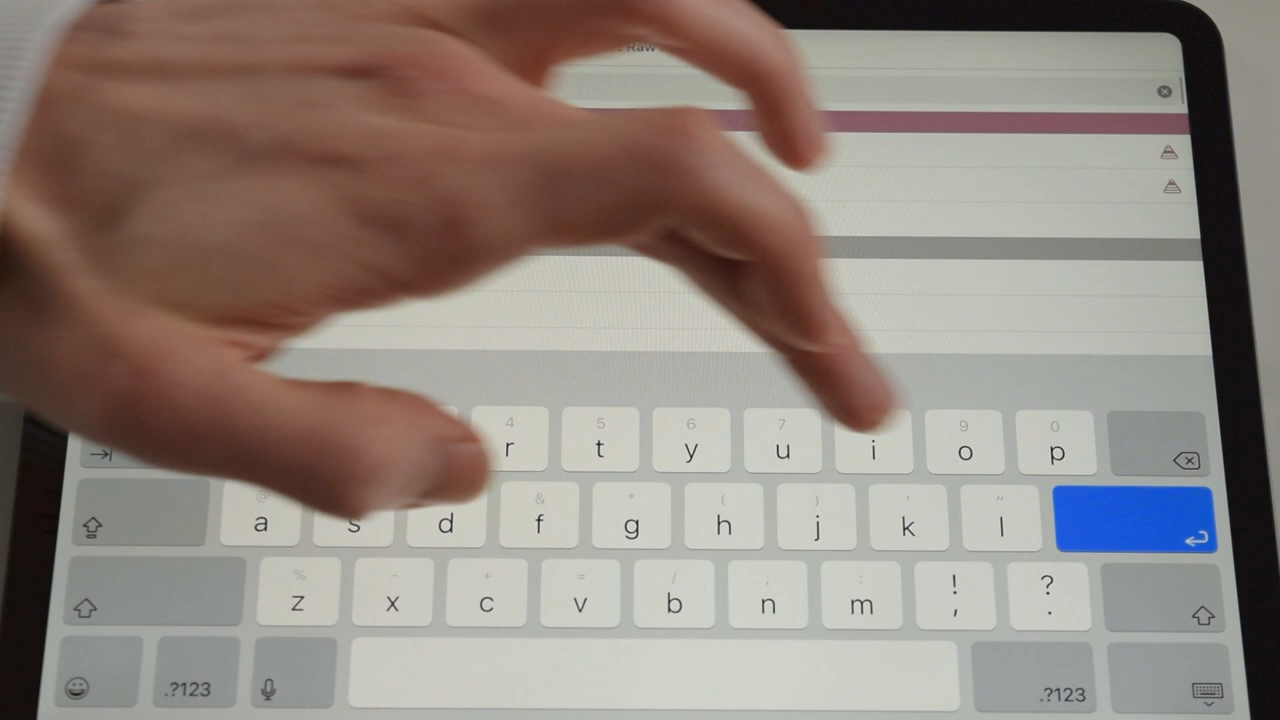 Raw
4 5 6 7 9 0
r t y u i o p
@ & * ( ) ' "
a s d f g h j k l
% - + = / ; : ! ?
z x c v b n m , .
.?123 .?123